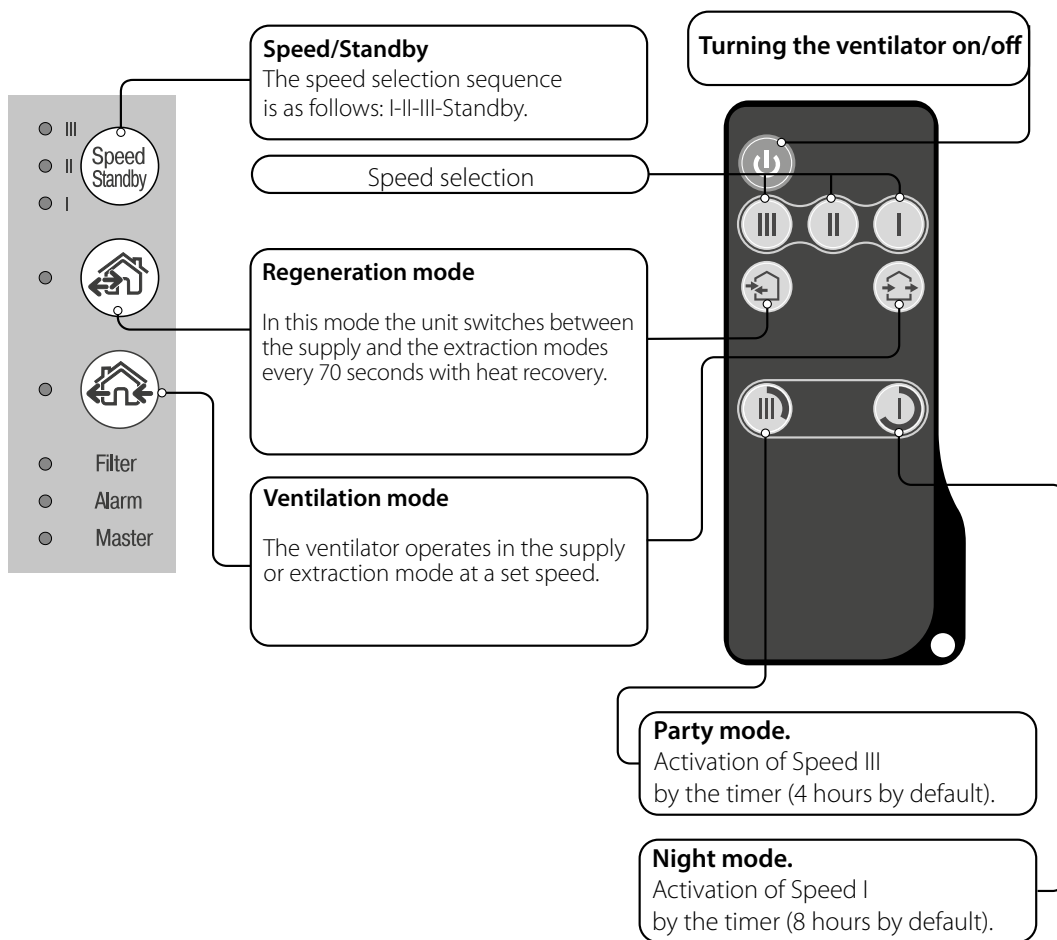 Speed/Standby
The speed selection sequence
is as follows: I-II-III-Standby.
Turning the ventilator on/off
III
II
I
Speed
Standby
Speed selection
III
II
I
Regeneration mode
In this mode the unit switches between
the supply and the extraction modes
every 70 seconds with heat recovery.
III
I
Filter
Alarm
Master
Ventilation mode
The ventilator operates in the supply
or extraction mode at a set speed.
Party mode.
Activation of Speed III
by the timer (4 hours by default).
Night mode.
Activation of Speed I
by the timer (8 hours by default).